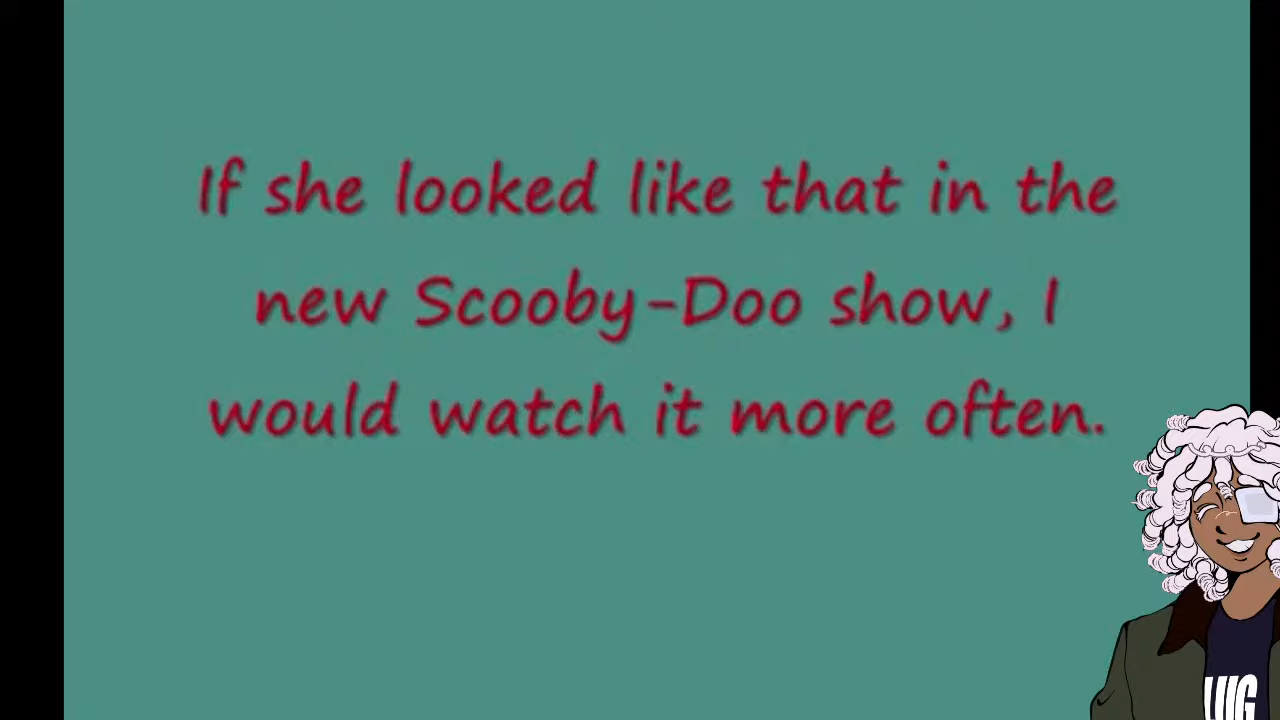 If she looked like that in the
new Scooby-Doo show, I
would watch it more often.